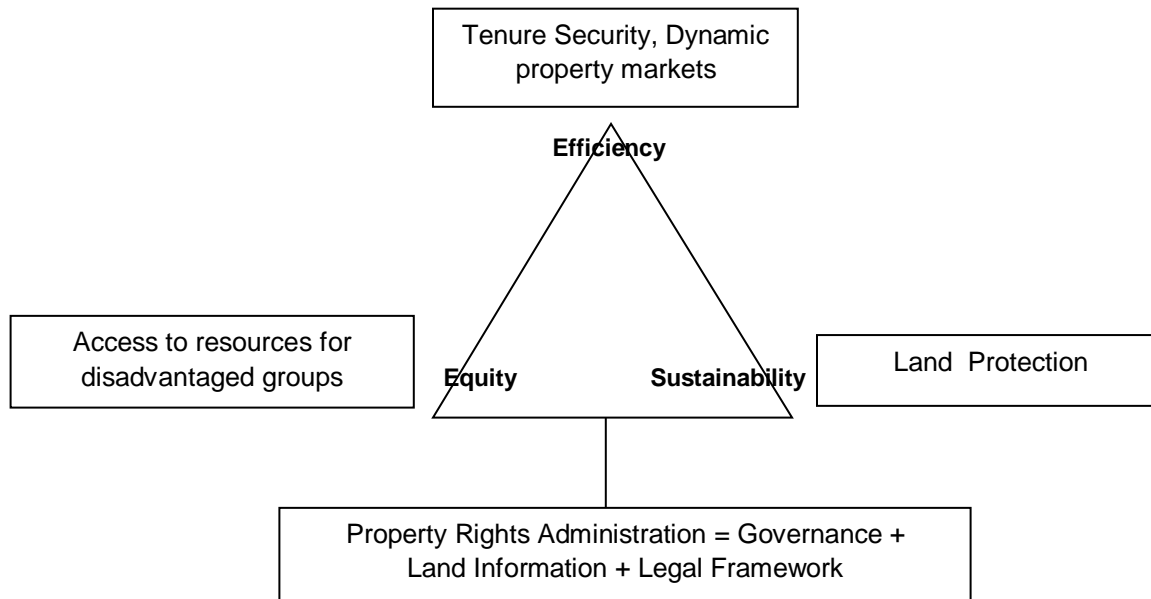 Tenure Security, Dynamic
property markets
Efficiency
Access to resources for
disadvantaged groups
Equity
Sustainability
Land Protection
Property Rights Administration = Governance +
Land Information + Legal Framework